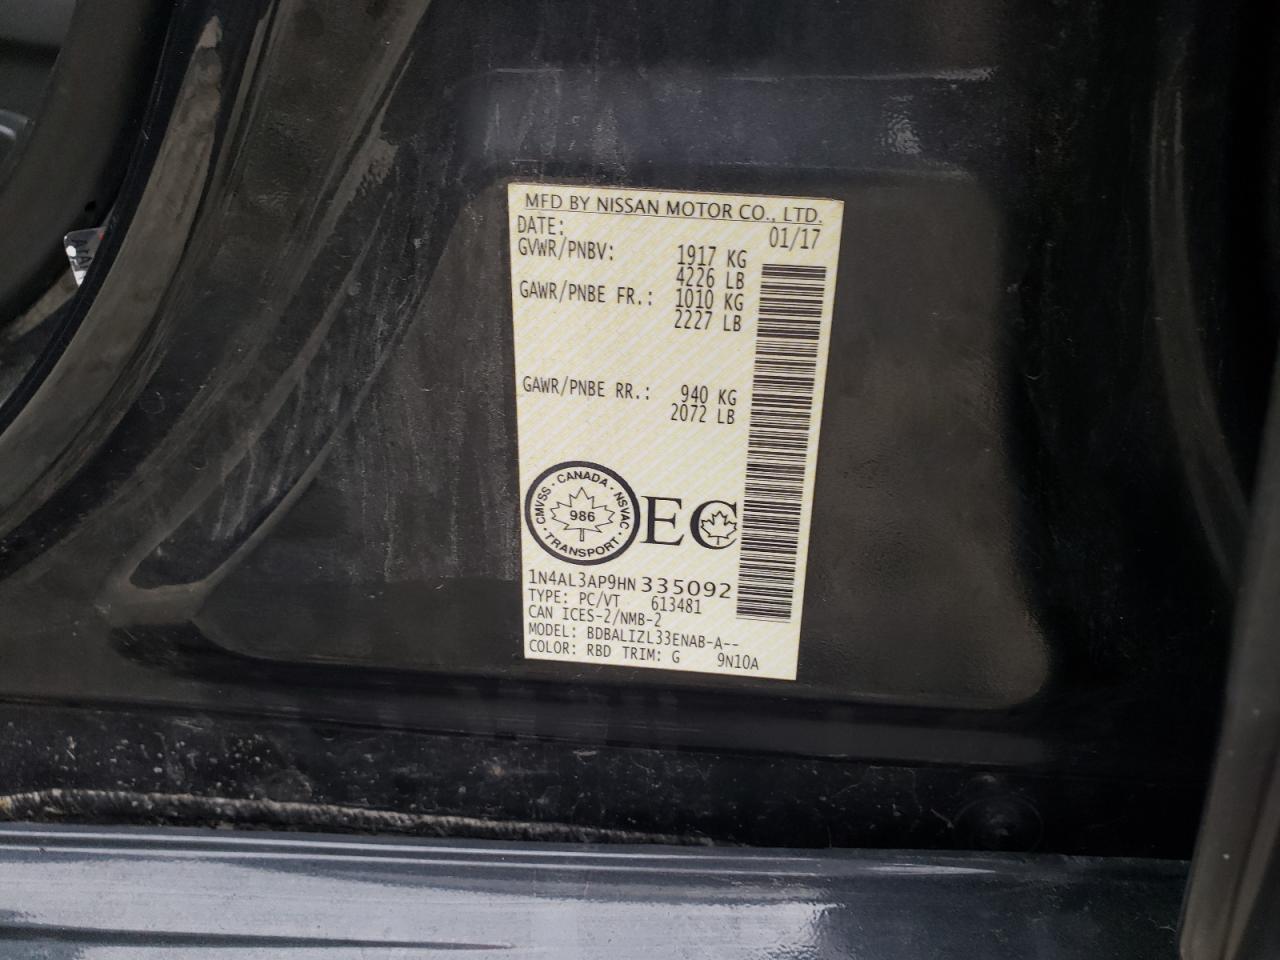 MFD BY NISSAN MOTOR CO., LTD.
DATE: 01/17
GVWR/PNBV: 1917 KG
4226 LB
GAWR/PNBE FR.: 1010 KG
2227 LB
GAWR/PNBE RR.: 940 KG
2072 LB
CMVSS · CANADA · NSVAC · TRANSPORT ·
986
EC
1N4AL3AP9HN335092
TYPE: PC/VT 613481
CAN ICES-2/NMB-2
MODEL: BDBALIZL33ENAB-A--
COLOR: RBD TRIM: G 9N10A